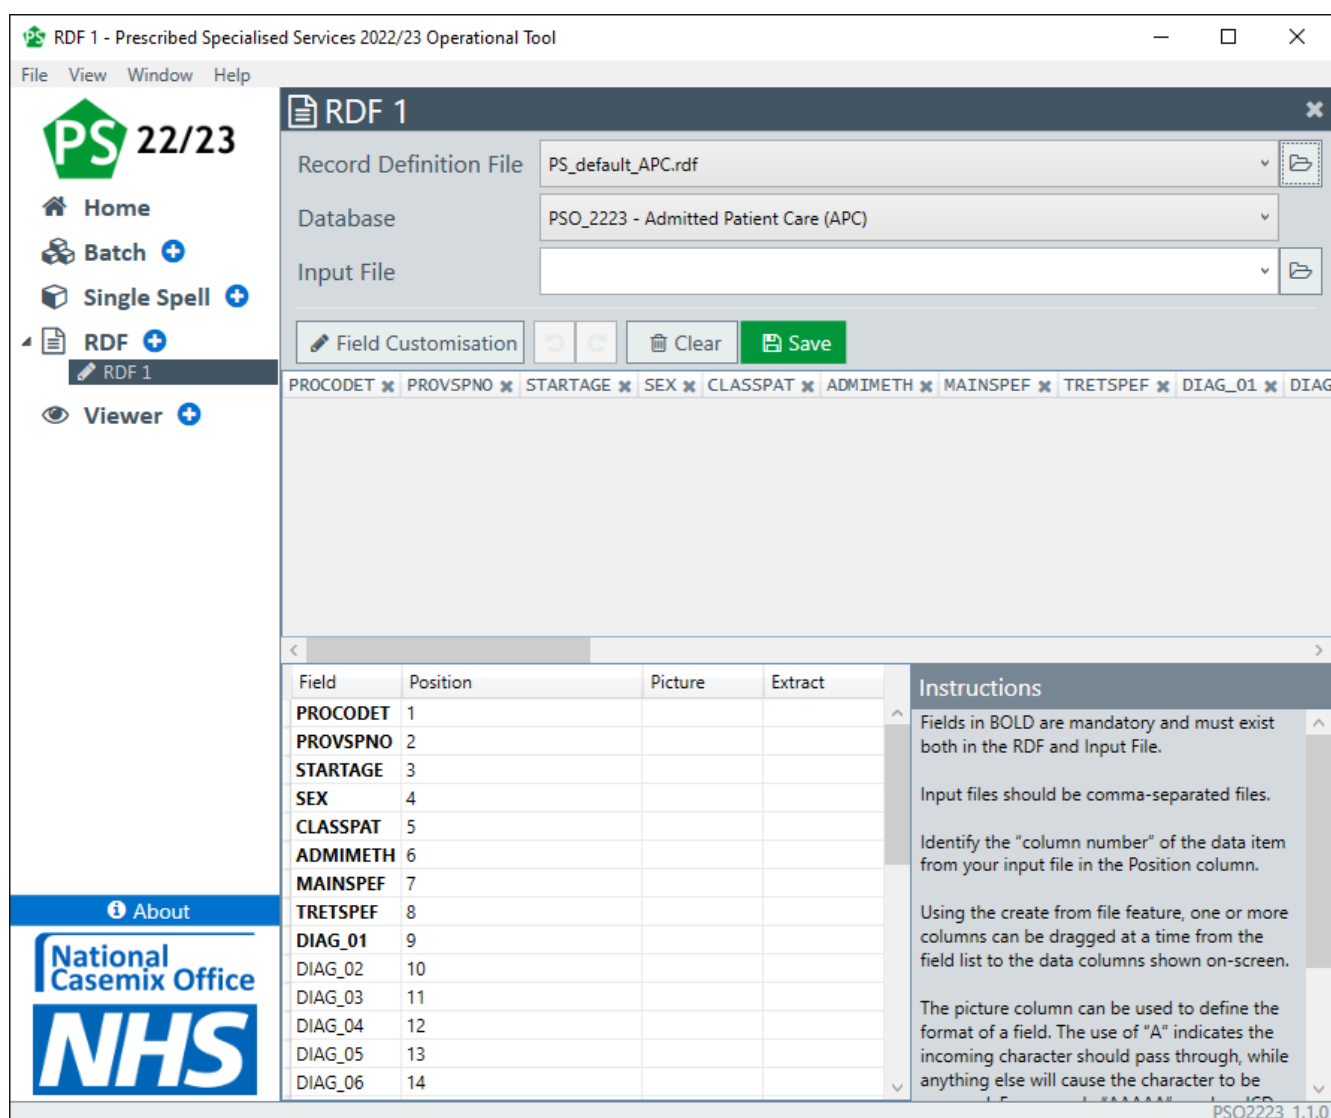 RDF 1 - Prescribed Specialised Services 2022/23 Operational Tool
File View Window Help
PS 22/23
Home
Batch
Single Spell
RDF
RDF 1
Viewer
About
National
Casemix Office
NHS
RDF 1
Record Definition File PS_default_APC.rdf
Database PSO_2223 - Admitted Patient Care (APC)
Input File
Field Customisation Clear Save
PROCODET PROVSPNO STARTAGE SEX CLASSPAT ADMIMETH MAINSPEF TRETSPEF DIAG_01 DIAG
Field Position Picture Extract
PROCODET 1
PROVSPNO 2
STARTAGE 3
SEX 4
CLASSPAT 5
ADMIMETH 6
MAINSPEF 7
TRETSPEF 8
DIAG_01 9
DIAG_02 10
DIAG_03 11
DIAG_04 12
DIAG_05 13
DIAG_06 14
Instructions
Fields in BOLD are mandatory and must exist
both in the RDF and Input File.
Input files should be comma-separated files.
Identify the “column number” of the data item
from your input file in the Position column.
Using the create from file feature, one or more
columns can be dragged at a time from the
field list to the data columns shown on-screen.
The picture column can be used to define the
format of a field. The use of “A” indicates the
incoming character should pass through, while
anything else will cause the character to be
PSO2223 1.1.0